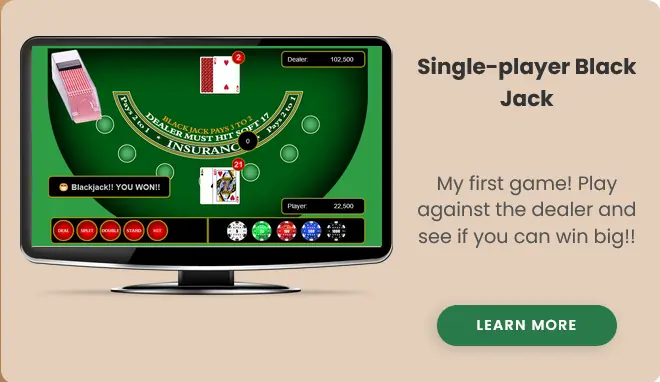 Single-player Black
Jack
My first game! Play
against the dealer and
see if you can win big!!
LEARN MORE
2
Dealer: 102,500
BLACKJACK PAYS 3 TO 2
DEALER MUST HIT SOFT 17
Pays 2 to 1 INSURANCE Pays 2 to 1
0
21
Blackjack!! YOU WON!!
Player: 22,500
DEAL SPLIT DOUBLE STAND HIT